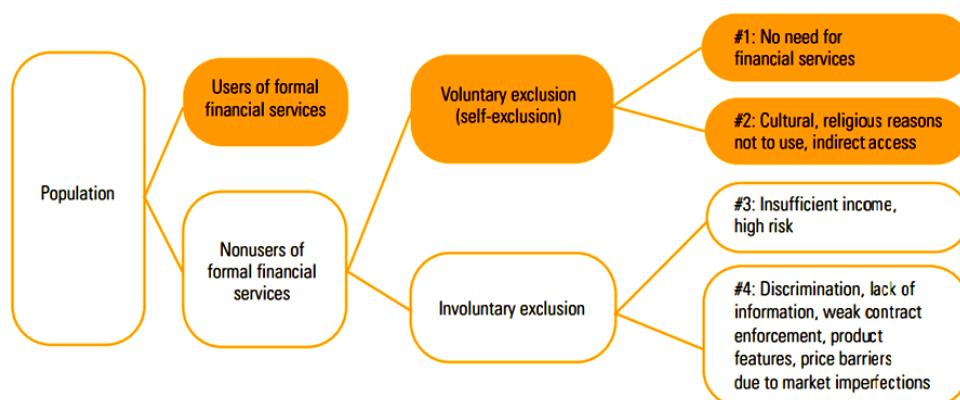 Population
Users of formal
financial services
Nonusers of
formal financial
services
Voluntary exclusion
(self-exclusion)
Involuntary exclusion
#1: No need for
financial services
#2: Cultural, religious reasons
not to use, indirect access
#3: Insufficient income,
high risk
#4: Discrimination, lack of
information, weak contract
enforcement, product
features, price barriers
due to market imperfections